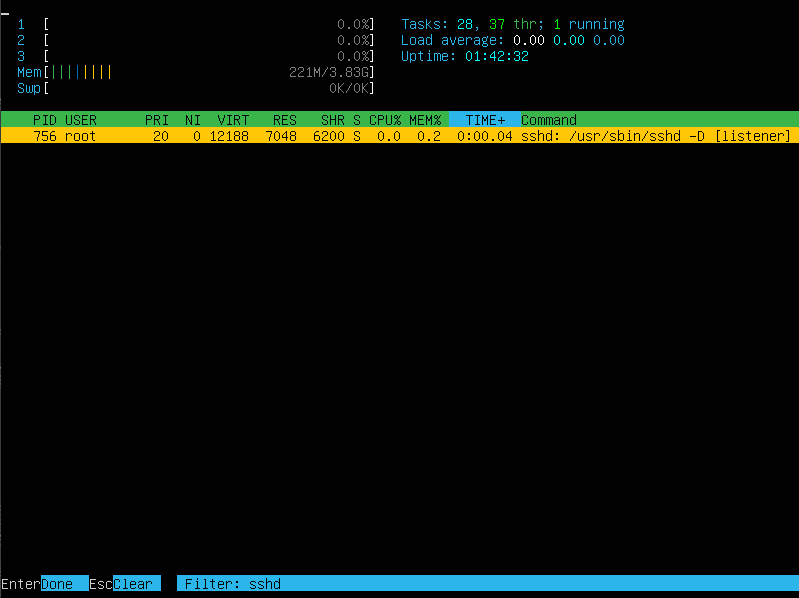 1 [ 0.0%] Tasks: 28, 37 thr; 1 running
2 [ 0.0%] Load average: 0.00 0.00 0.00
3 [ 0.0%] Uptime: 01:42:32
Mem[|||||||| 221M/3.83G]
Swp[ 0K/0K]
PID USER PRI NI VIRT RES SHR S CPU% MEM% TIME+ Command
756 root 20 0 12188 7048 6200 S 0.0 0.2 0:00.04 sshd: /usr/sbin/sshd -D [listener]
EnterDone EscClear Filter: sshd